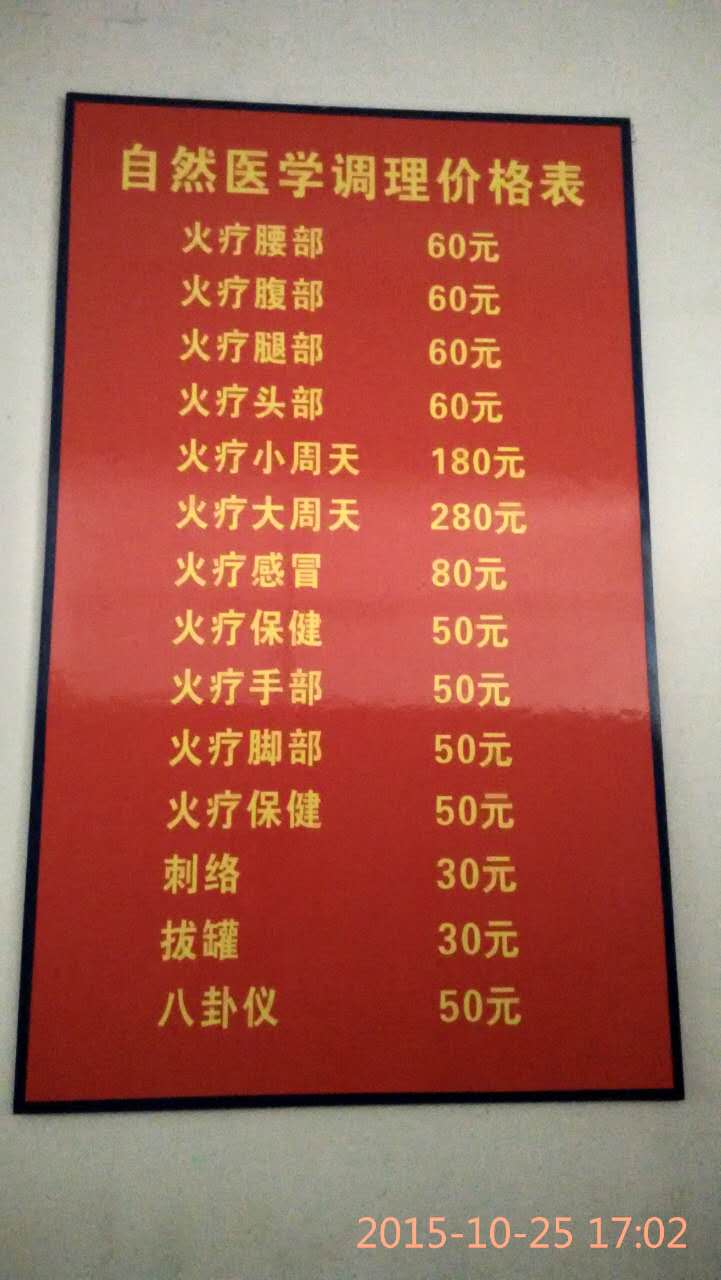 自然医学调理价格表
火疗腰部 60元
火疗腹部 60元
火疗腿部 60元
火疗头部 60元
火疗小周天 180元
火疗大周天 280元
火疗感冒 80元
火疗保健 50元
火疗手部 50元
火疗脚部 50元
火疗保健 50元
刺络 30元
拔罐 30元
八卦仪 50元
2015-10-25 17:02